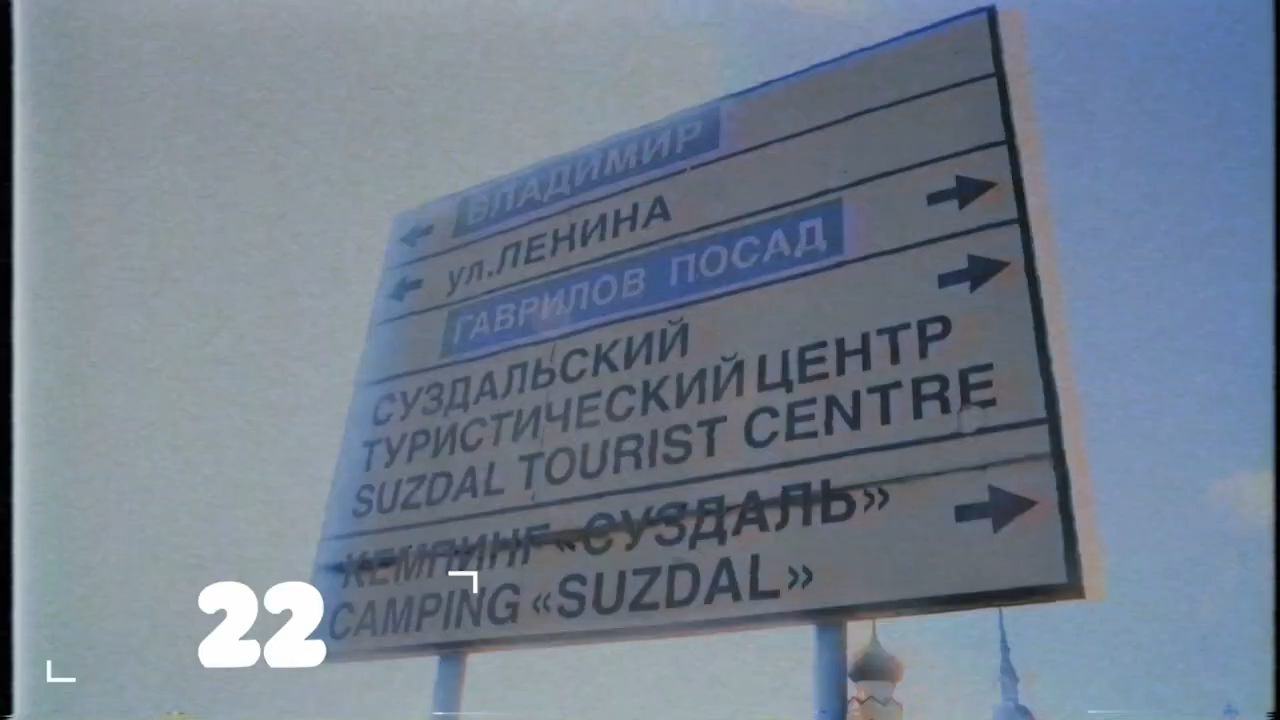 ВЛАДИМИР
ул.ЛЕНИНА
ГАВРИЛОВ ПОСАД
СУЗДАЛЬСКИЙ
ТУРИСТИЧЕСКИЙ ЦЕНТР
SUZDAL TOURIST CENTRE
КЕМПИНГ «СУЗДАЛЬ»
CAMPING «SUZDAL»
22